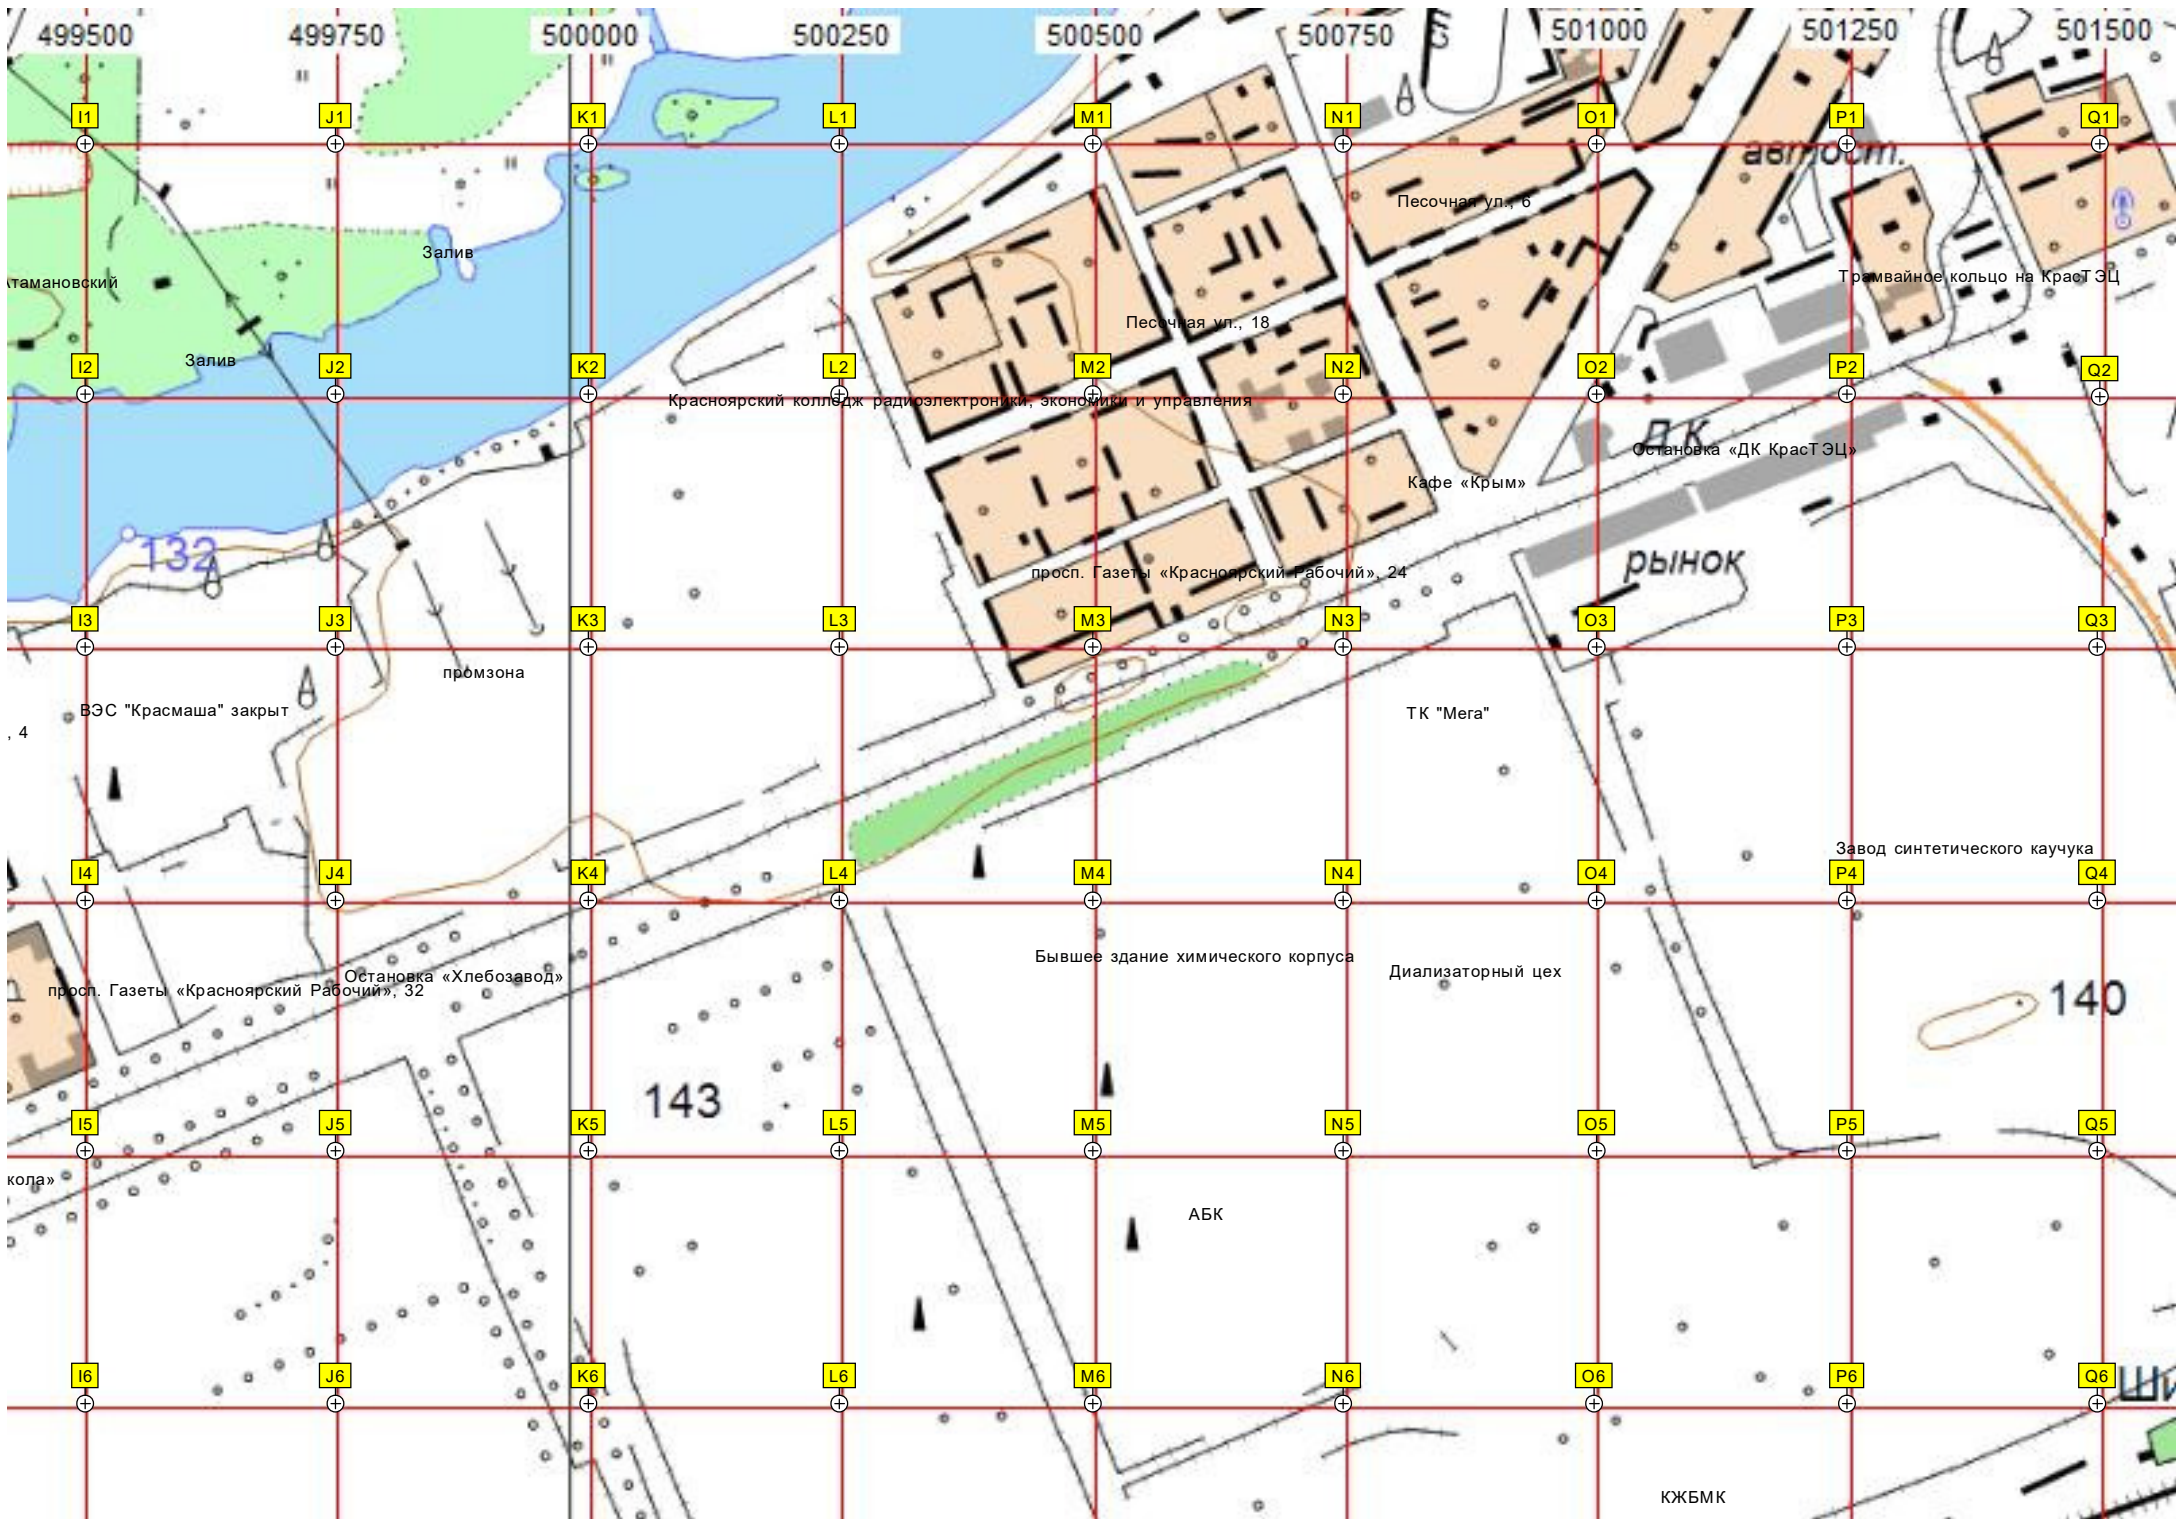 499500 499750 500000 500250 500500 500750 501000 501250 501500
I1 J1 K1 L1 M1 N1 O1 P1 Q1
автост.
Песочная ул., 6
Залив
Атамановский
Трамвайное кольцо на КрасТЭЦ
Песочная ул., 18
Залив
I2 J2 K2 L2 M2 N2 O2 P2 Q2
Красноярский колледж радиоэлектроники, экономики и управления
ДК
Остановка «ДК КрасТЭЦ»
Кафе «Крым»
132
рынок
просп. Газеты «Красноярский Рабочий», 24
I3 J3 K3 L3 M3 N3 O3 P3 Q3
промзона
ВЭС "Красмаша" закрыт
ТК "Мега"
, 4
Завод синтетического каучука
I4 J4 K4 L4 M4 N4 O4 P4 Q4
Бывшее здание химического корпуса
Диализаторный цех
Остановка «Хлебозавод»
просп. Газеты «Красноярский Рабочий», 32
140
143
I5 J5 K5 L5 M5 N5 O5 P5 Q5
кола»
АБК
I6 J6 K6 L6 M6 N6 O6 P6 Q6
Ши
КЖБМК